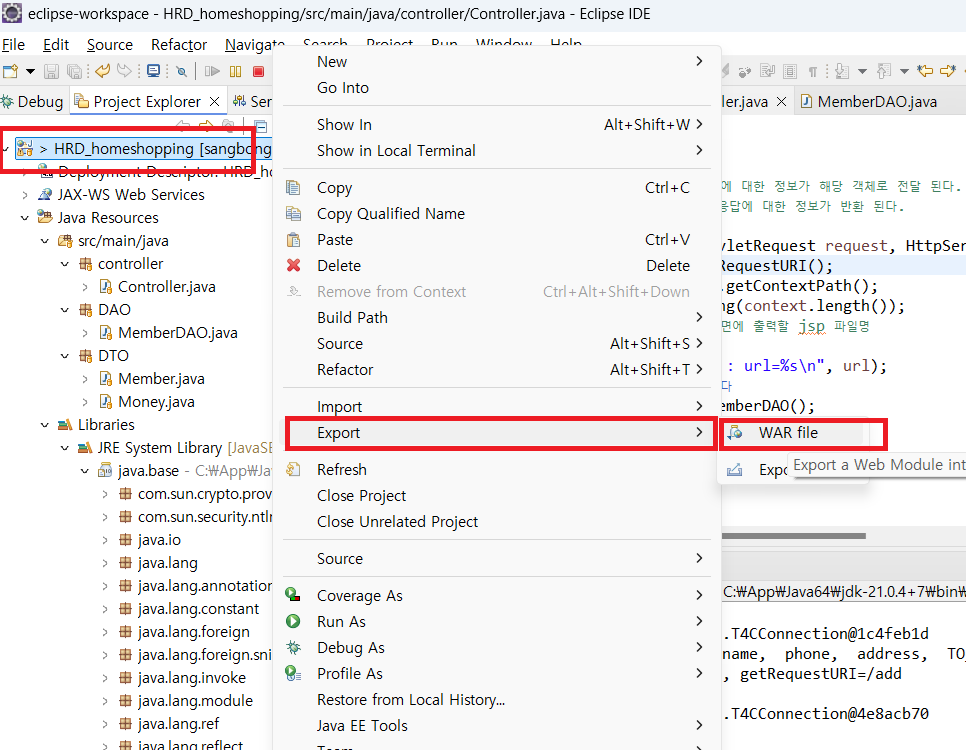 eclipse-workspace - HRD_homeshopping/src/main/java/controller/Controller.java - Eclipse IDE
File Edit Source Refactor Navigate Search Project Run Window Help
Debug Project Explorer
ler.java MemberDAO.java
> HRD_homeshopping [sangbong
Deployment Descriptor: HRD_ho
JAX-WS Web Services
Java Resources
src/main/java
controller
Controller.java
DAO
MemberDAO.java
DTO
Member.java
Money.java
Libraries
JRE System Library [JavaSE
java.base - C:₩App₩Jav
com.sun.crypto.prov
com.sun.security.ntlr
java.io
java.lang
java.lang.annotation
java.lang.constant
java.lang.foreign
java.lang.foreign.sni
java.lang.invoke
java.lang.module
java.lang.ref
java.lang.reflect
New
Go Into
Show In Alt+Shift+W
Show in Local Terminal
Copy Ctrl+C
Copy Qualified Name
Paste Ctrl+V
Delete Delete
Remove from Context Ctrl+Alt+Shift+Down
Build Path
Source Alt+Shift+S
Refactor Alt+Shift+T
Import
Export
Refresh
Close Project
Close Unrelated Project
Source
Coverage As
Run As
Debug As
Profile As
Restore from Local History...
Java EE Tools
Team
WAR file
Expo
Export a Web Module int
에 대한 정보가 해당 객체로 전달 된다.
응답에 대한 정보가 반환 된다.
vletRequest request, HttpSer
RequestURI();
.getContextPath();
ng(context.length());
면에 출력할 jsp 파일명
: url=%s\n", url);
다
emberDAO();
C:₩App₩Java64₩jdk-21.0.4+7₩bin₩
.T4CConnection@1c4feb1d
name, phone, address, TO_
, getRequestURI=/add
.T4CConnection@4e8acb70